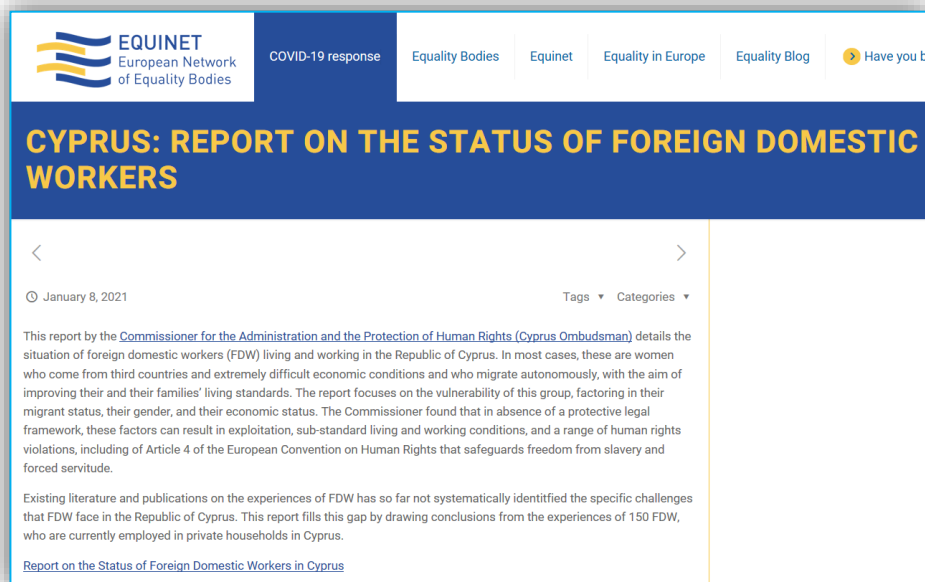 EQUINET
European Network
of Equality Bodies
COVID-19 response
Equality Bodies
Equinet
Equality in Europe
Equality Blog
Have you b
CYPRUS: REPORT ON THE STATUS OF FOREIGN DOMESTIC
WORKERS
January 8, 2021
Tags
Categories
This report by the Commissioner for the Administration and the Protection of Human Rights (Cyprus Ombudsman) details the
situation of foreign domestic workers (FDW) living and working in the Republic of Cyprus. In most cases, these are women
who come from third countries and extremely difficult economic conditions and who migrate autonomously, with the aim of
improving their and their families' living standards. The report focuses on the vulnerability of this group, factoring in their
migrant status, their gender, and their economic status. The Commissioner found that in absence of a protective legal
framework, these factors can result in exploitation, sub-standard living and working conditions, and a range of human rights
violations, including of Article 4 of the European Convention on Human Rights that safeguards freedom from slavery and
forced servitude.
Existing literature and publications on the experiences of FDW has so far not systematically identitfied the specific challenges
that FDW face in the Republic of Cyprus. This report fills this gap by drawing conclusions from the experiences of 150 FDW,
who are currently employed in private households in Cyprus.
Report on the Status of Foreign Domestic Workers in Cyprus